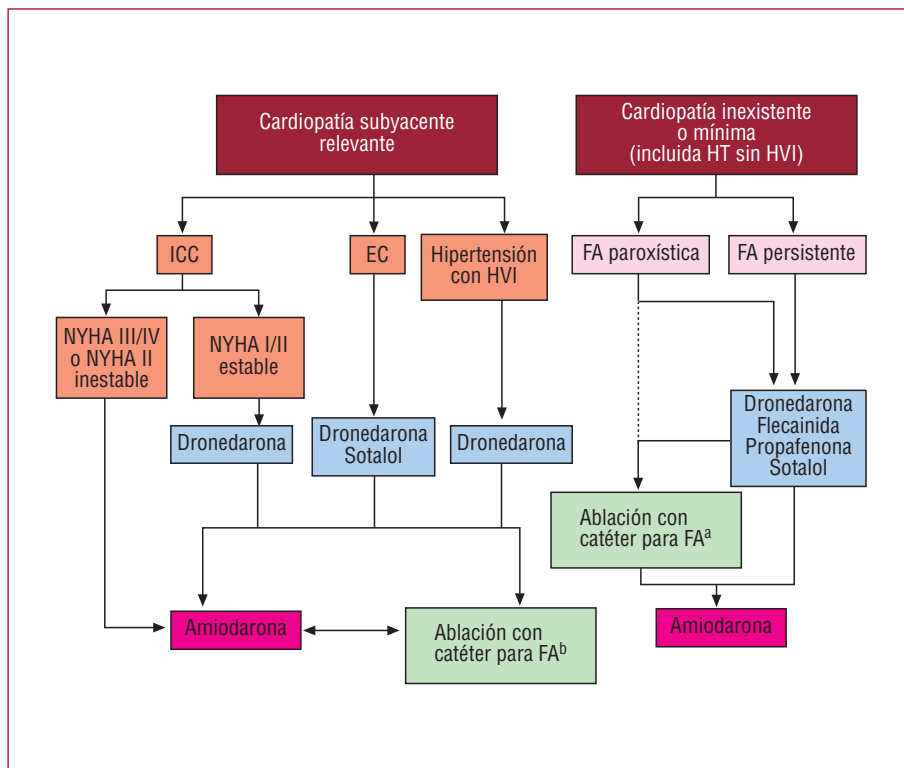 Cardiopatía subyacente
relevante
Cardiopatía inexistente
o mínima
(incluida HT sin HVI)
ICC
EC
Hipertensión
con HVI
FA paroxística
FA persistente
NYHA III/IV
o NYHA II
inestable
NYHA I/II
estable
Dronedarona
Dronedarona
Sotalol
Dronedarona
Dronedarona
Flecainida
Propafenona
Sotalol
Ablación con
catéter para FAᵃ
Amiodarona
Ablación con
catéter para FAᵇ
Amiodarona